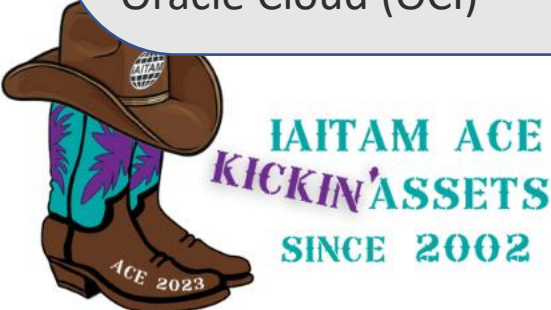 Oracle Cloud (OCI)
IAITAM
IAITAM ACE
KICKIN' ASSETS
SINCE 2002
ACE 2023